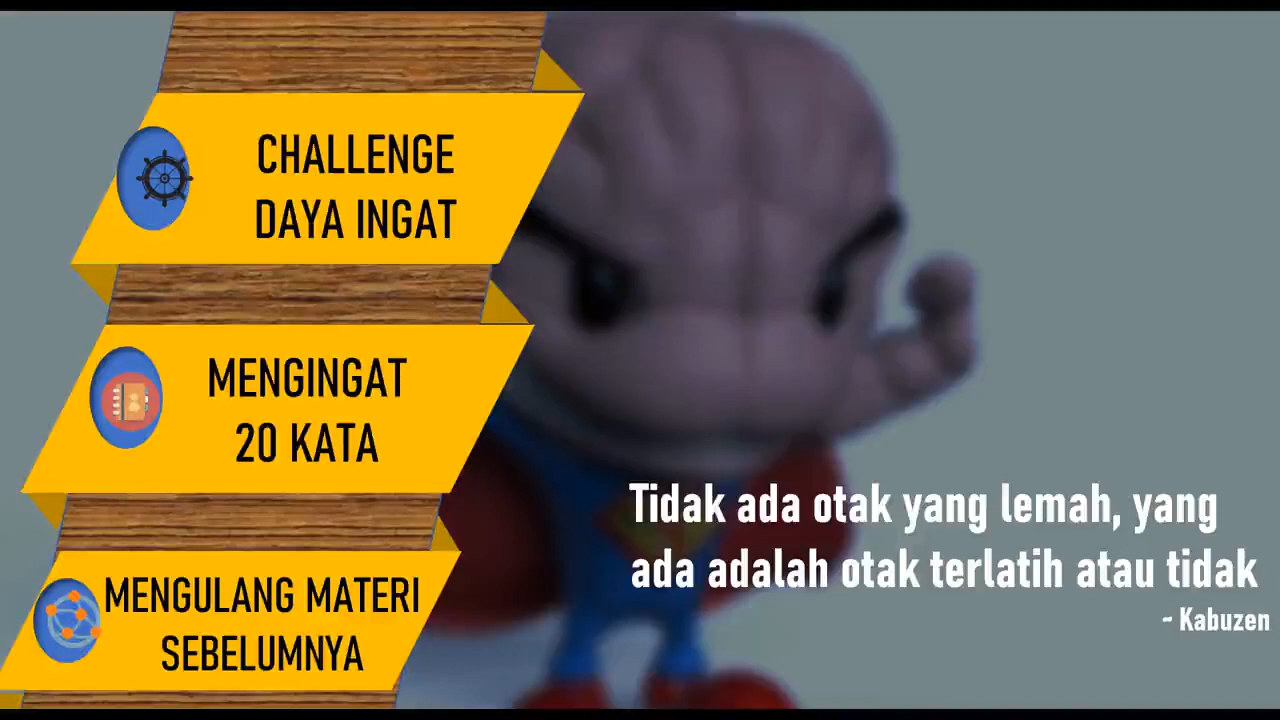 CHALLENGE
DAYA INGAT
MENGINGAT
20 KATA
MENGULANG MATERI
SEBELUMNYA
Tidak ada otak yang lemah, yang
ada adalah otak terlatih atau tidak
~ Kabuzen